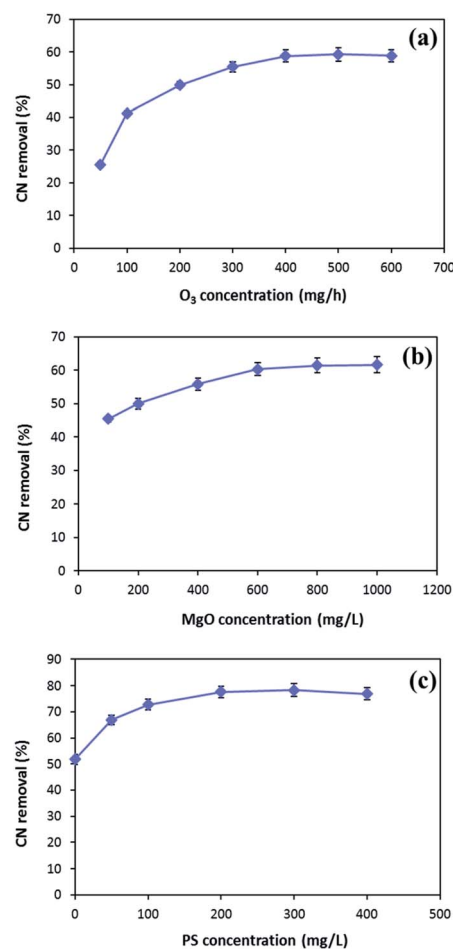 (a)
70
60
50
40
30
20
10
0
CN removal (%)
0 100 200 300 400 500 600 700
O₃ concentration (mg/h)
(b)
70
60
50
40
30
20
10
0
CN removal (%)
0 200 400 600 800 1000 1200
MgO concentration (mg/L)
(c)
90
80
70
60
50
40
30
20
10
0
CN removal (%)
0 100 200 300 400 500
PS concentration (mg/L)